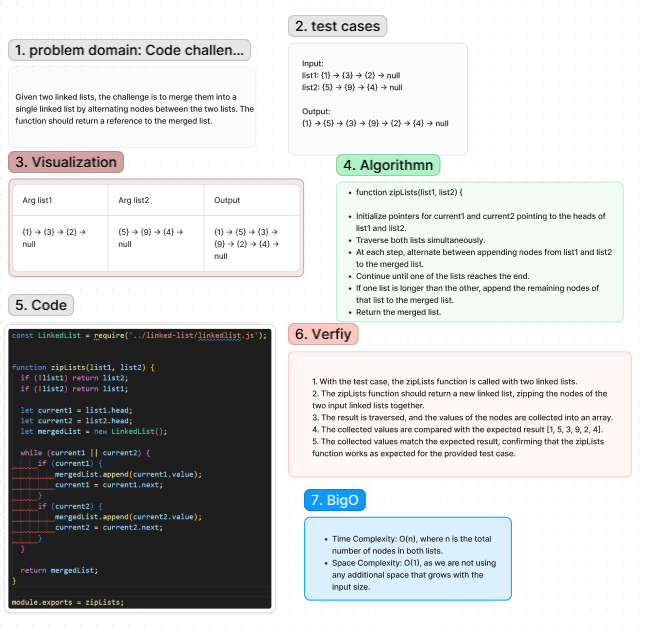 1. problem domain: Code challen...
Given two linked lists, the challenge is to merge them into a
single linked list by alternating nodes between the two lists. The
function should return a reference to the merged list.
2. test cases
Input:
list1: {1} → {3} → {2} → null
list2: {5} → {9} → {4} → null
Output:
{1} → {5} → {3} → {9} → {2} → {4} → null
3. Visualization
Arg list1
Arg list2
Output
{1} → {3} → {2} →
null
{5} → {9} → {4} →
null
{1} → {5} → {3} →
{9} → {2} → {4} →
null
4. Algorithmn
• function zipLists(list1, list2) {
• Initialize pointers for current1 and current2 pointing to the heads of
list1 and list2.
• Traverse both lists simultaneously.
• At each step, alternate between appending nodes from list1 and list2
to the merged list.
• Continue until one of the lists reaches the end.
• If one list is longer than the other, append the remaining nodes of
that list to the merged list.
• Return the merged list.
5. Code
const LinkedList = require('../linked-list/linkedlist.js');
function zipLists(list1, list2) {
if (!list1) return list2;
if (!list2) return list1;
let current1 = list1.head;
let current2 = list2.head;
let mergedList = new LinkedList();
while (current1 || current2) {
if (current1) {
mergedList.append(current1.value);
current1 = current1.next;
}
if (current2) {
mergedList.append(current2.value);
current2 = current2.next;
}
}
return mergedList;
}
module.exports = zipLists;
6. Verfiy
1. With the test case, the zipLists function is called with two linked lists.
2. The zipLists function should return a new linked list, zipping the nodes of the
two input linked lists together.
3. The result is traversed, and the values of the nodes are collected into an array.
4. The collected values are compared with the expected result [1, 5, 3, 9, 2, 4].
5. The collected values match the expected result, confirming that the zipLists
function works as expected for the provided test case.
7. BigO
• Time Complexity: O(n), where n is the total
number of nodes in both lists.
• Space Complexity: O(1), as we are not using
any additional space that grows with the
input size.